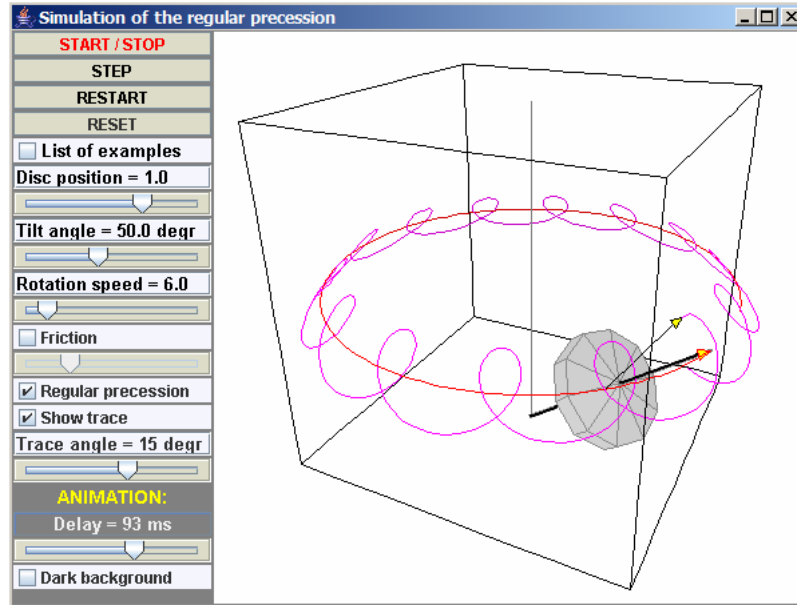 Simulation of the regular precession
START / STOP
STEP
RESTART
RESET
List of examples
Disc position = 1.0
Tilt angle = 50.0 degr
Rotation speed = 6.0
Friction
Regular precession
Show trace
Trace angle = 15 degr
ANIMATION:
Delay = 93 ms
Dark background